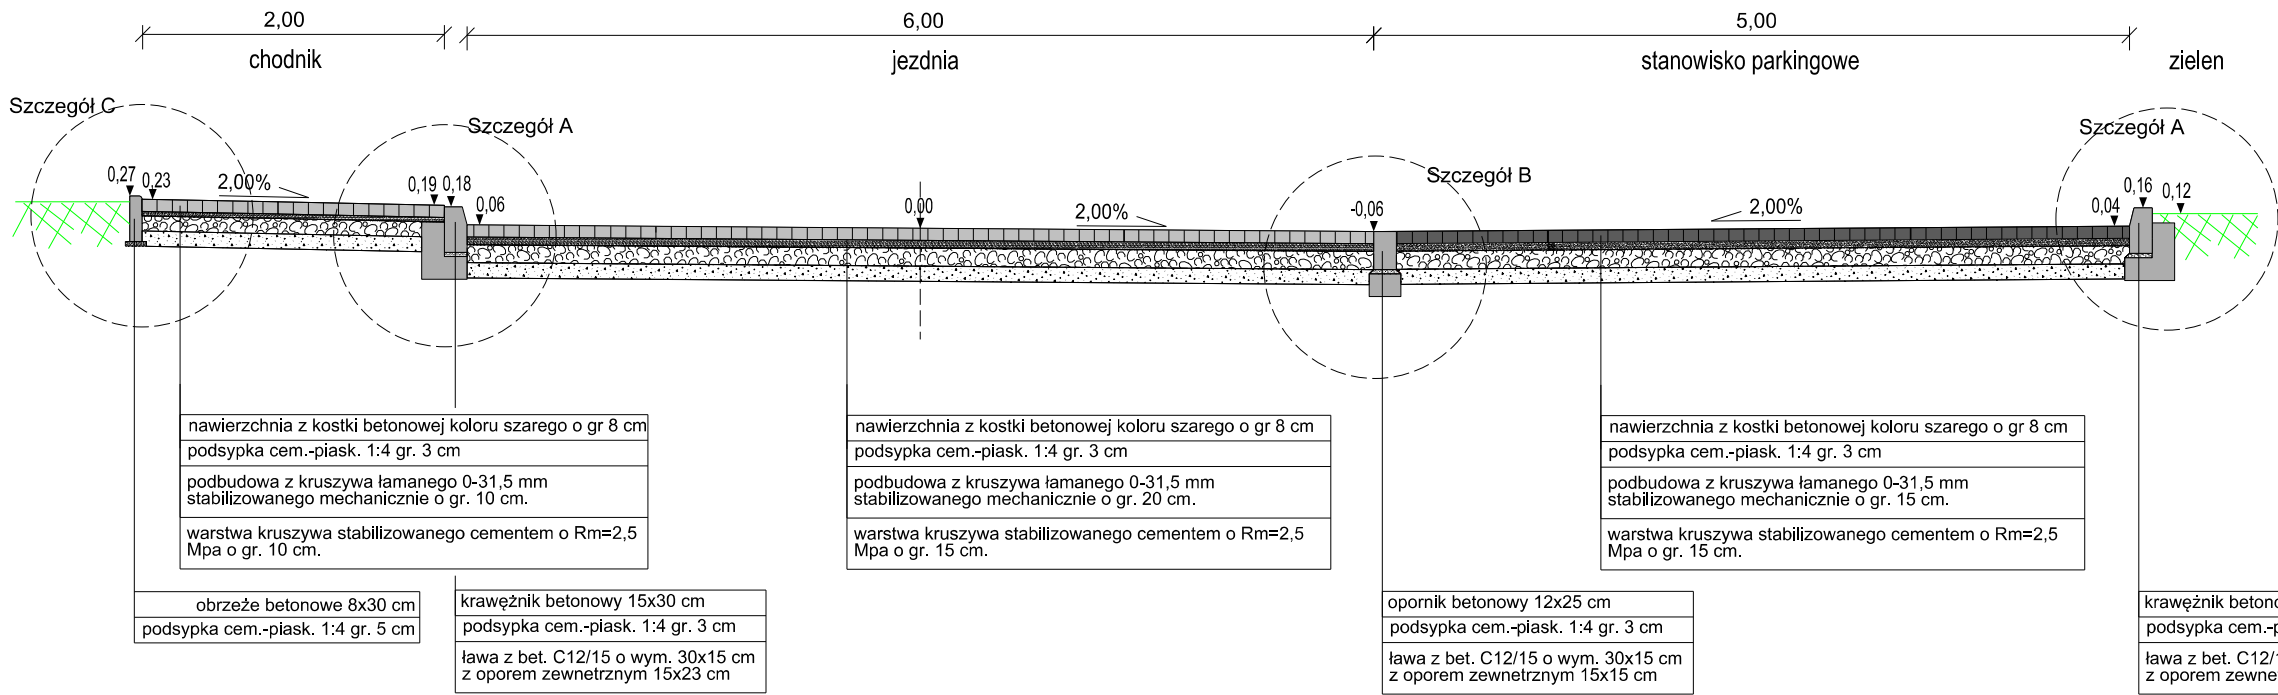 2,00
6,00
5,00
chodnik
jezdnia
stanowisko parkingowe
zielen
Szczegół C
Szczegół A
Szczegół B
Szczegół A
0,27
0,23
2,00%
0,19
0,18
0,06
0,00
2,00%
-0,06
2,00%
0,04
0,16
0,12
nawierzchnia z kostki betonowej koloru szarego o gr 8 cm
podsypka cem.-piask. 1:4 gr. 3 cm
podbudowa z kruszywa łamanego 0-31,5 mm
stabilizowanego mechanicznie o gr. 10 cm.
warstwa kruszywa stabilizowanego cementem o Rm=2,5
Mpa o gr. 10 cm.
nawierzchnia z kostki betonowej koloru szarego o gr 8 cm
podsypka cem.-piask. 1:4 gr. 3 cm
podbudowa z kruszywa łamanego 0-31,5 mm
stabilizowanego mechanicznie o gr. 20 cm.
warstwa kruszywa stabilizowanego cementem o Rm=2,5
Mpa o gr. 15 cm.
nawierzchnia z kostki betonowej koloru szarego o gr 8 cm
podsypka cem.-piask. 1:4 gr. 3 cm
podbudowa z kruszywa łamanego 0-31,5 mm
stabilizowanego mechanicznie o gr. 15 cm.
warstwa kruszywa stabilizowanego cementem o Rm=2,5
Mpa o gr. 15 cm.
obrzeże betonowe 8x30 cm
podsypka cem.-piask. 1:4 gr. 5 cm
krawężnik betonowy 15x30 cm
podsypka cem.-piask. 1:4 gr. 3 cm
ława z bet. C12/15 o wym. 30x15 cm
z oporem zewnetrznym 15x23 cm
opornik betonowy 12x25 cm
podsypka cem.-piask. 1:4 gr. 3 cm
ława z bet. C12/15 o wym. 30x15 cm
z oporem zewnetrznym 15x15 cm
krawężnik
podsypka
ława z bet.
z oporem